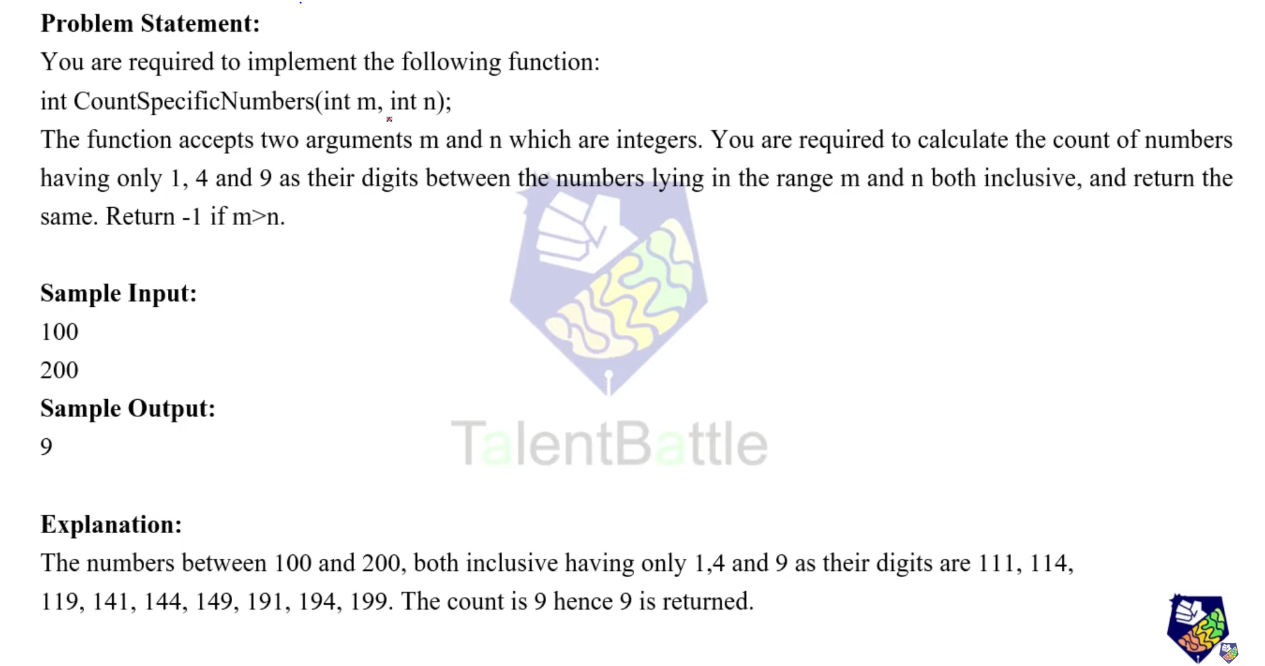 Problem Statement:
You are required to implement the following function:
int CountSpecificNumbers(int m, int n);
The function accepts two arguments m and n which are integers. You are required to calculate the count of numbers
having only 1, 4 and 9 as their digits between the numbers lying in the range m and n both inclusive, and return the
same. Return -1 if m>n.
Sample Input:
100
200
Sample Output:
9
TalentBattle
Explanation:
The numbers between 100 and 200, both inclusive having only 1,4 and 9 as their digits are 111, 114,
119, 141, 144, 149, 191, 194, 199. The count is 9 hence 9 is returned.